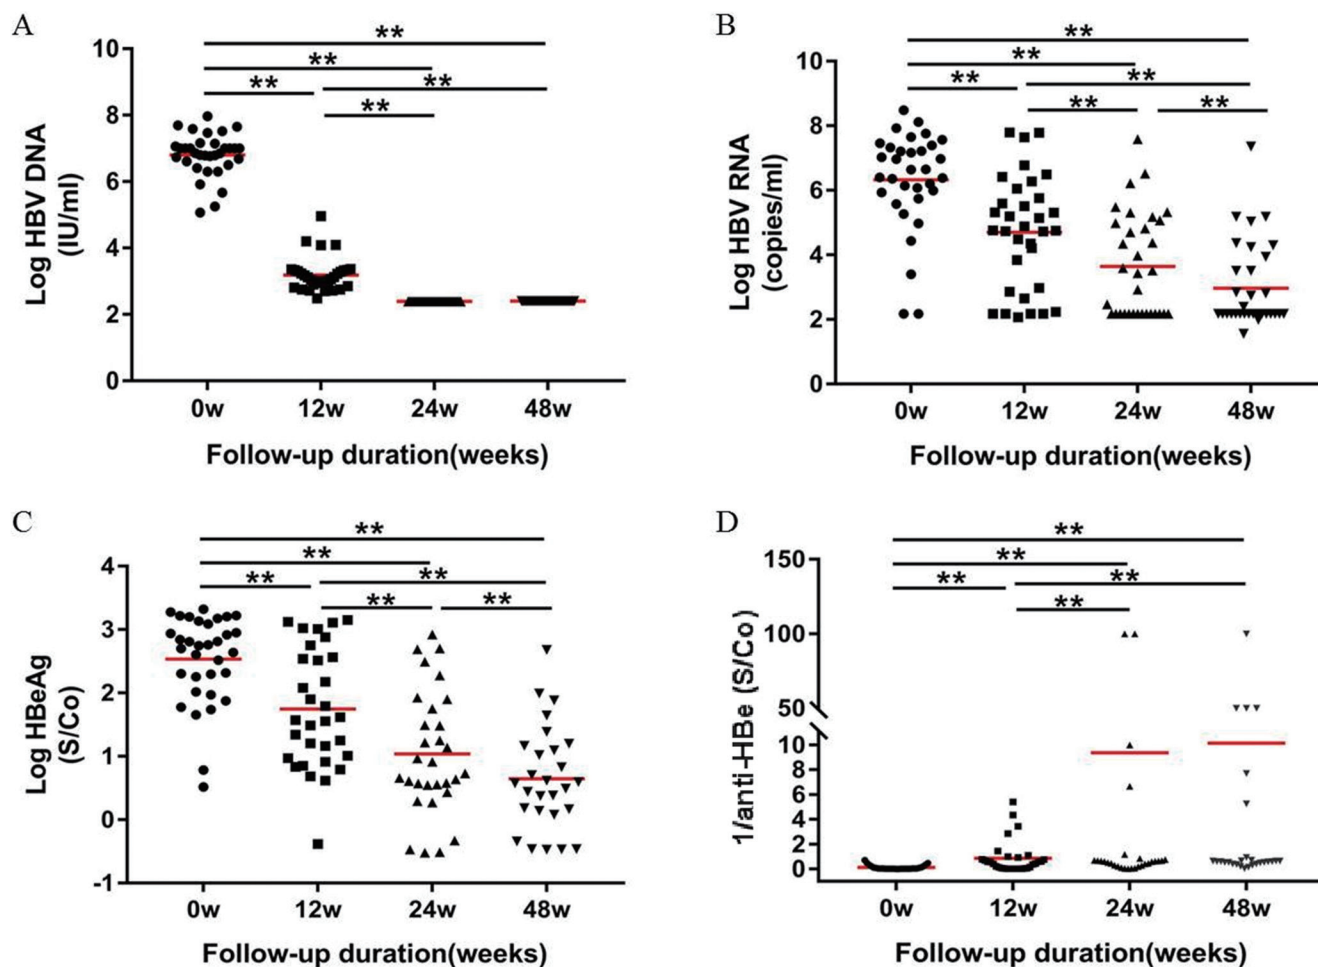 A
Log HBV DNA
(IU/ml)
10
8
6
4
2
0
**
**
** **
**
0w 12w 24w 48w
Follow-up duration(weeks)
B
Log HBV RNA
(copies/ml)
10
8
6
4
2
0
**
**
** **
** **
0w 12w 24w 48w
Follow-up duration(weeks)
C
Log HBeAg
(S/Co)
4
3
2
1
0
-1
**
**
** **
** **
0w 12w 24w 48w
Follow-up duration(weeks)
D
1/anti-HBe (S/Co)
150
100
50
10
8
6
4
2
0
**
**
** **
**
0w 12w 24w 48w
Follow-up duration(weeks)